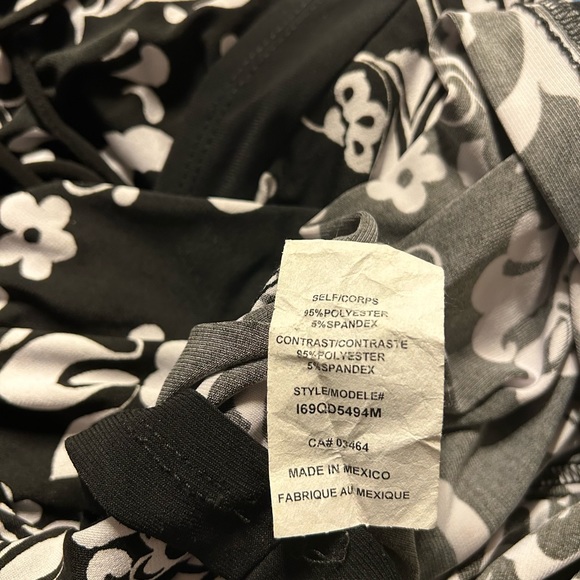 SELF/CORPS
95%POLYESTER
5%SPANDEX
CONTRAST/CONTRASTE
95%POLYESTER
5%SPANDEX
STYLE/MODELE#
I69QD5494M
CA# 03464
MADE IN MEXICO
FABRIQUE AU MEXIQUE